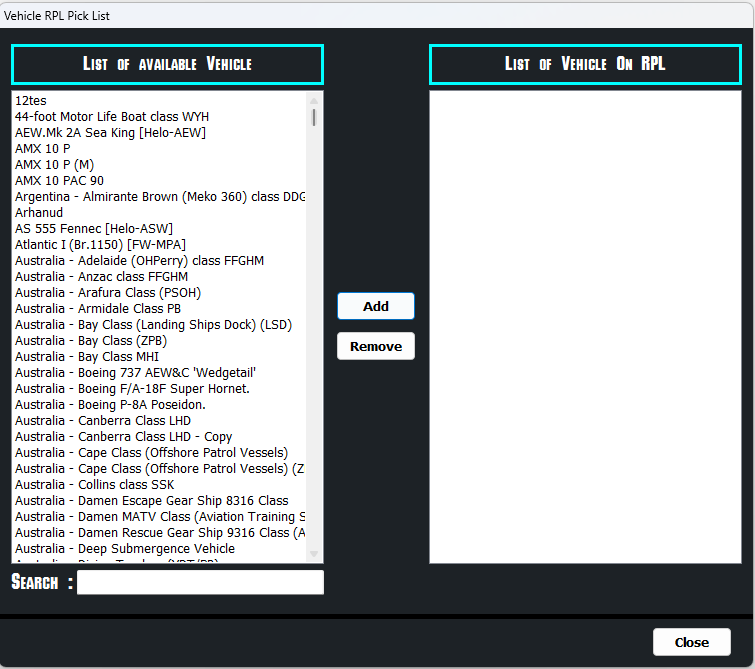 Vehicle RPL Pick List
List of available Vehicle
List of Vehicle On RPL
12tes
44-foot Motor Life Boat class WYH
AEW.Mk 2A Sea King [Helo-AEW]
AMX 10 P
AMX 10 P (M)
AMX 10 PAC 90
Argentina - Almirante Brown (Meko 360) class DDG
Arhanud
AS 555 Fennec [Helo-ASW]
Atlantic I (Br.1150) [FW-MPA]
Australia - Adelaide (OHPerry) class FFGHM
Australia - Anzac class FFGHM
Australia - Arafura Class (PSOH)
Australia - Armidale Class PB
Australia - Bay Class (Landing Ships Dock) (LSD)
Australia - Bay Class (ZPB)
Australia - Bay Class MHI
Australia - Boeing 737 AEW&C 'Wedgetail'
Australia - Boeing F/A-18F Super Hornet.
Australia - Boeing P-8A Poseidon.
Australia - Canberra Class LHD
Australia - Canberra Class LHD - Copy
Australia - Cape Class (Offshore Patrol Vessels)
Australia - Cape Class (Offshore Patrol Vessels) (Z
Australia - Collins class SSK
Australia - Damen Escape Gear Ship 8316 Class
Australia - Damen MATV Class (Aviation Training S
Australia - Damen Rescue Gear Ship 9316 Class (A
Australia - Deep Submergence Vehicle
Add
Remove
Search :
Close